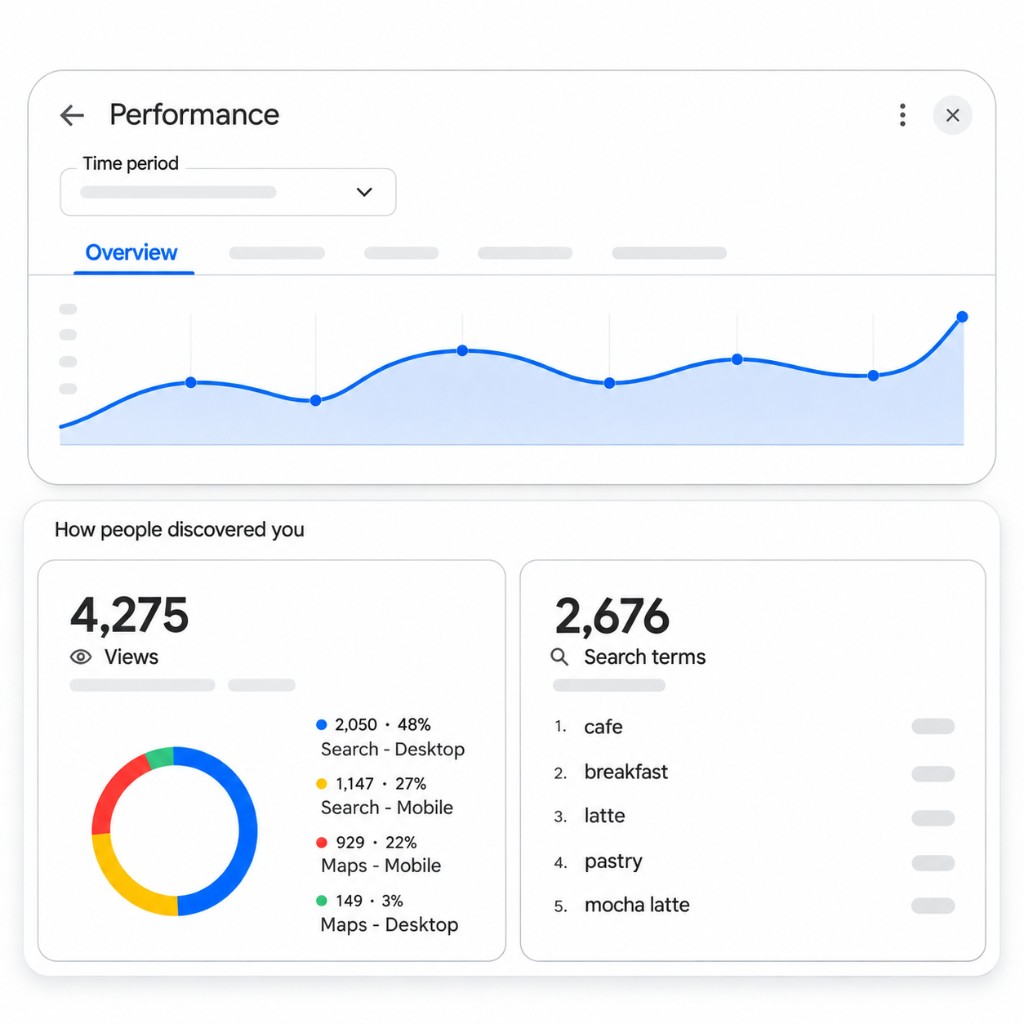 Performance
Time period
Overview
How people discovered you
4,275
Views
2,050 · 48%
Search - Desktop
1,147 · 27%
Search - Mobile
929 · 22%
Maps - Mobile
149 · 3%
Maps - Desktop
2,676
Search terms
1. cafe
2. breakfast
3. latte
4. pastry
5. mocha latte